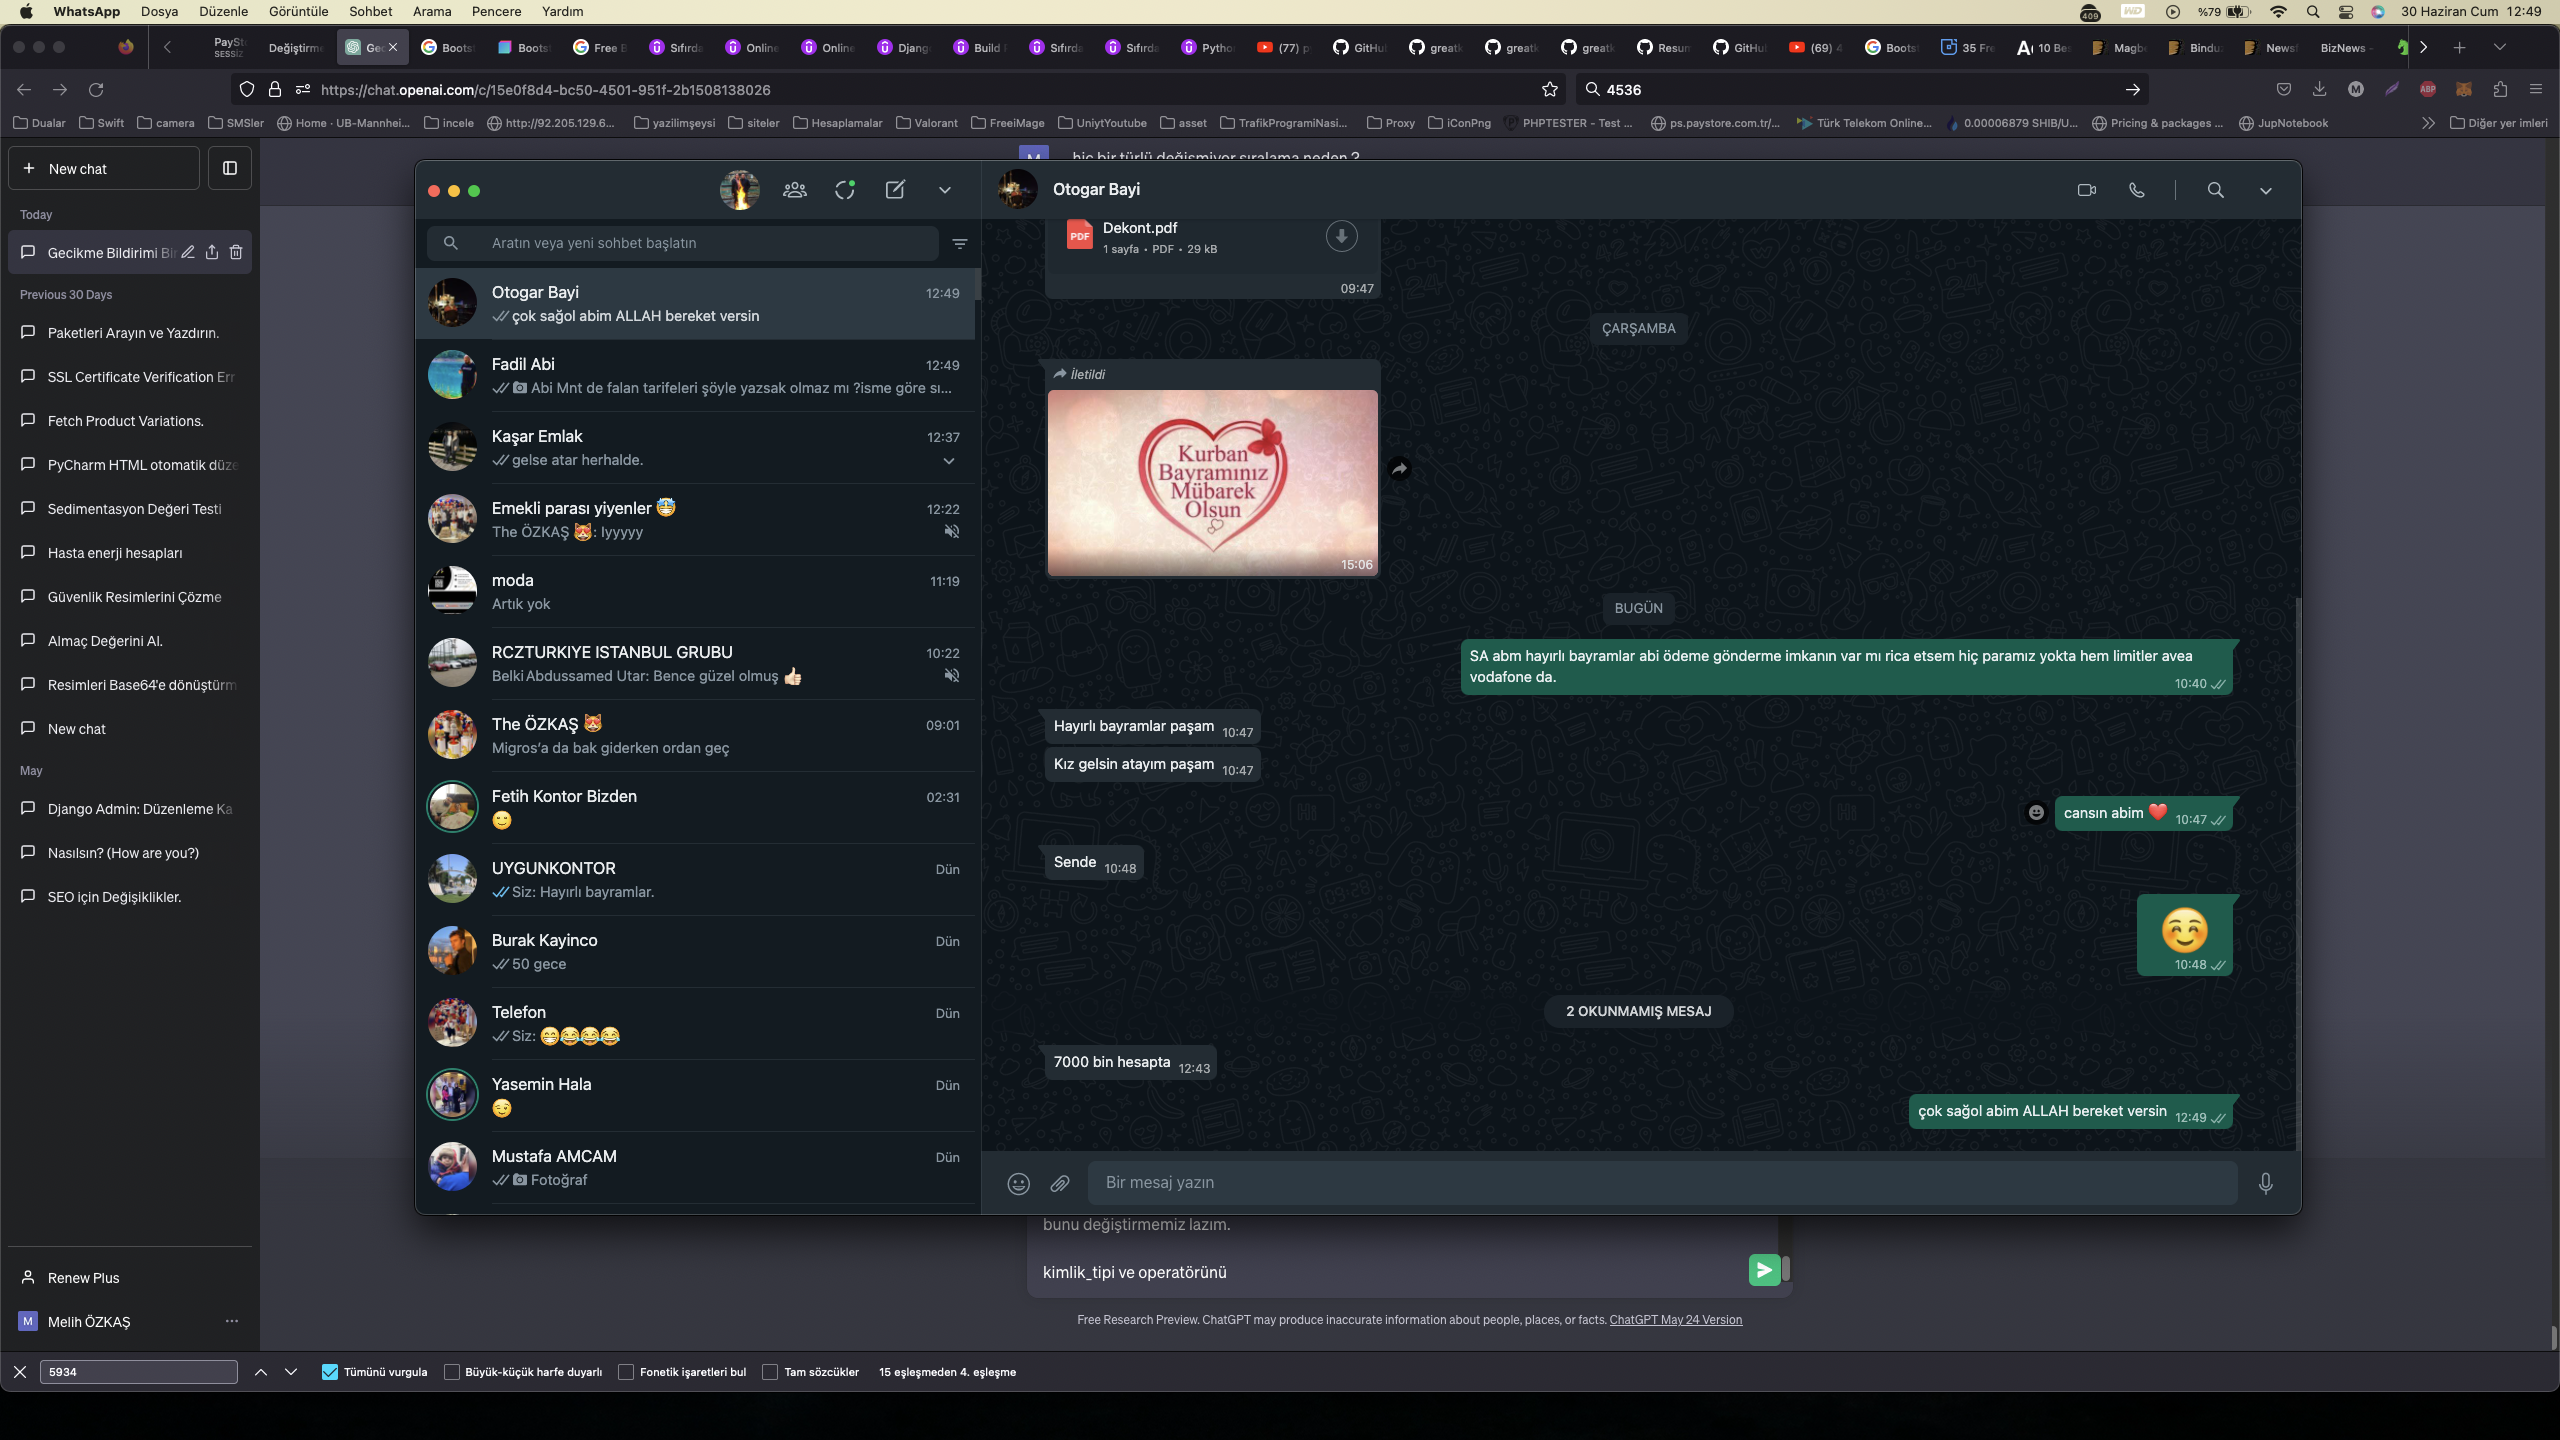 WhatsApp Dosya Düzenle Görüntüle Sohbet Arama Pencere Yardım
409 %79 30 Haziran Cum 12:49
PaySt
sessiz
Değiştirme
Bootst
Boots
Free B
Sıfırda
Online
Online
Djang
Build
Sıfırda
Sıfırda
Pytho
(77)
GitHu
greatk
greatk
greatk
Resun
GitHu
(69) 4
Bootst
35 Fre
10 Bes
Magb
Bindu
Newsf
BizNews -
https://chat.openai.com/c/15e0f8d4-bc50-4501-951f-2b1508138026
4536
Dualar Swift camera SMSler Home · UB-Mannhei... incele http://92.205.129.6... yazilimşeysi siteler Hesaplamalar Valorant FreeiMage UniytYoutube asset TrafikProgramiNasi... Proxy iConPng PHPTESTER - Test ... ps.paystore.com.tr/... Türk Telekom Online... 0.00006879 SHIB/U... Pricing & packages ... JupNotebook Diğer yer imleri
New chat
Today
Gecikme Bildirimi Bir
Previous 30 Days
Paketleri Arayın ve Yazdırın.
SSL Certificate Verification Err
Fetch Product Variations.
PyCharm HTML otomatik düze
Sedimentasyon Değeri Testi
Hasta enerji hesapları
Güvenlik Resimlerini Çözme
Almaç Değerini Al.
Resimleri Base64'e dönüştürm
New chat
May
Django Admin: Düzenleme Ka
Nasılsın? (How are you?)
SEO için Değişiklikler.
Renew Plus
M Melih ÖZKAŞ
hiç bir türlü değişmiyor sıralama neden ?
Aratın veya yeni sohbet başlatın
Otogar Bayi 12:49
çok sağol abim ALLAH bereket versin
Fadil Abi 12:49
Abi Mnt de falan tarifeleri şöyle yazsak olmaz mı ?isme göre sı...
Kaşar Emlak 12:37
gelse atar herhalde.
Emekli parası yiyenler 🤣 12:22
The ÖZKAŞ 😻: Iyyyyy
moda 11:19
Artık yok
RCZTURKIYE ISTANBUL GRUBU 10:22
Belki Abdussamed Utar: Bence güzel olmuş 👍🏻
The ÖZKAŞ 😻 09:01
Migros'a da bak giderken ordan geç
Fetih Kontor Bizden 02:31
😊
UYGUNKONTOR Dün
Siz: Hayırlı bayramlar.
Burak Kayinco Dün
50 gece
Telefon Dün
Siz: 😁😂😂😂
Yasemin Hala Dün
😏
Mustafa AMCAM Dün
Fotoğraf
Otogar Bayi
PDF
Dekont.pdf
1 sayfa • PDF • 29 kB
09:47
ÇARŞAMBA
İletildi
Kurban
Bayramınız
Mübarek
Olsun
15:06
BUGÜN
SA abm hayırlı bayramlar abi ödeme gönderme imkanın var mı rica etsem hiç paramız yokta hem limitler avea
vodafone da.
10:40
Hayırlı bayramlar paşam 10:47
Kız gelsin atayım paşam 10:47
cansın abim ❤️ 10:47
Sende 10:48
☺️
10:48
2 OKUNMAMIŞ MESAJ
7000 bin hesapta 12:43
çok sağol abim ALLAH bereket versin 12:49
Bir mesaj yazın
bunu değiştirmemiz lazım.
kimlik_tipi ve operatörünü
Free Research Preview. ChatGPT may produce inaccurate information about people, places, or facts. ChatGPT May 24 Version
5934 Tümünü vurgula Büyük-küçük harfe duyarlı Fonetik işaretleri bul Tam sözcükler 15 eşleşmeden 4. eşleşme